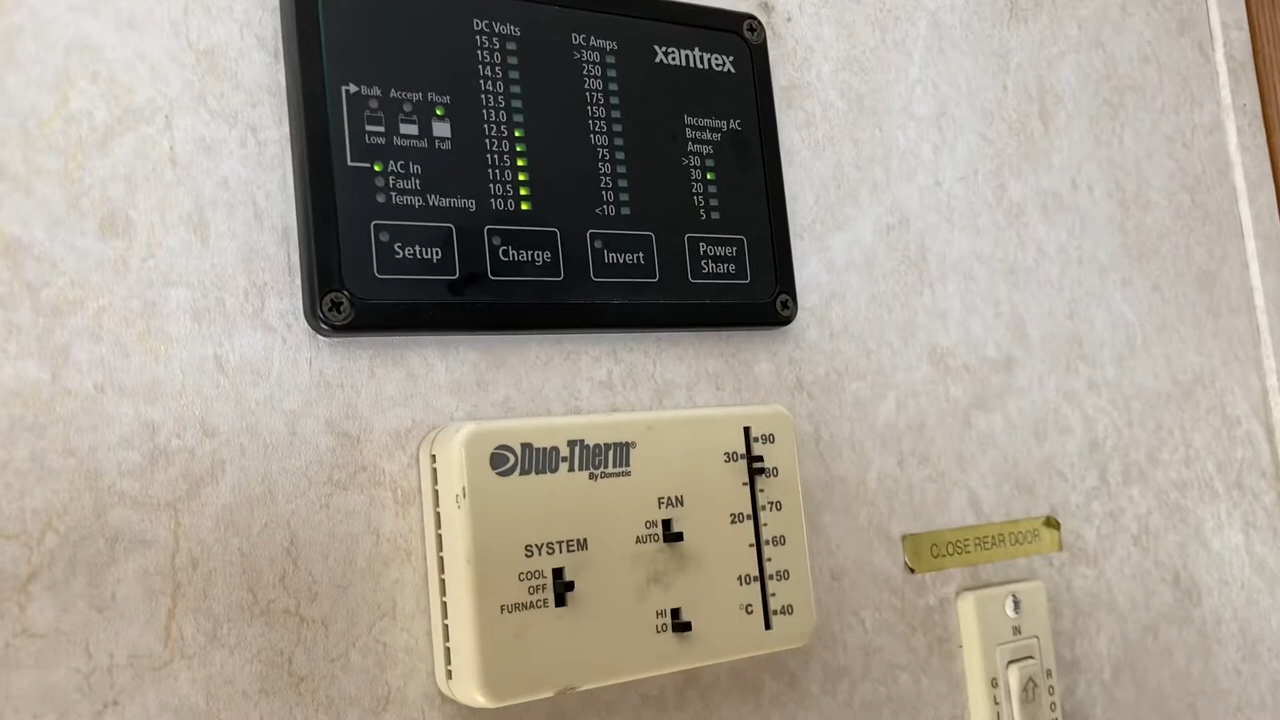 xantrex
DC Volts
15.5
15.0
14.5
14.0
13.5
13.0
12.5
12.0
11.5
11.0
10.5
10.0
DC Amps
>300
250
200
175
150
125
100
75
50
25
10
<10
Incoming AC
Breaker
Amps
>30
30
20
15
5
Bulk Accept Float
Low Normal Full
AC In
Fault
Temp. Warning
Setup
Charge
Invert
Power
Share
Duo-Therm®
By Dometic
SYSTEM
COOL
OFF
FURNACE
FAN
ON
AUTO
HI
LO
30
20
10
°C
90
80
70
60
50
40
CLOSE REAR DOOR
IN